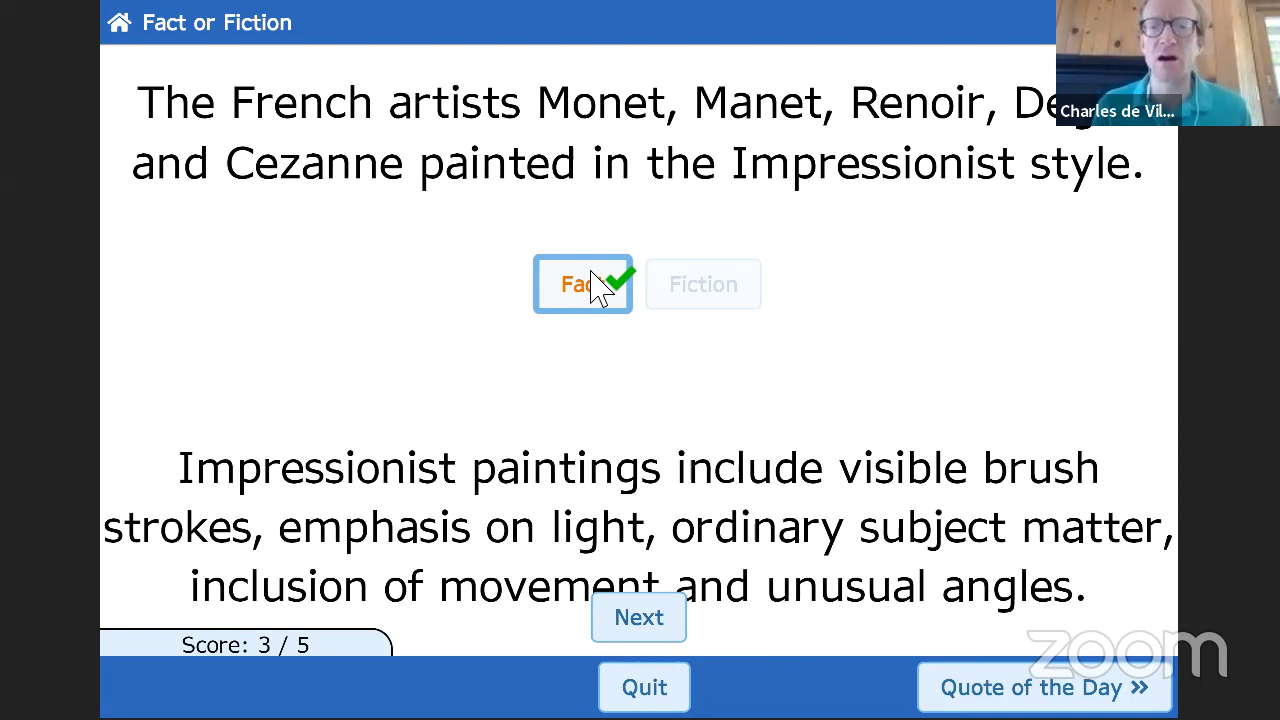 Fact or Fiction
The French artists Monet, Manet, Renoir,
and Cezanne painted in the Impressionist style.
Charles de Vil...
Fiction
Impressionist paintings include visible brush
strokes, emphasis on light, ordinary subject matter,
inclusion of movement and unusual angles.
Next
Score: 3 / 5
zoom
Quit
Quote of the Day »